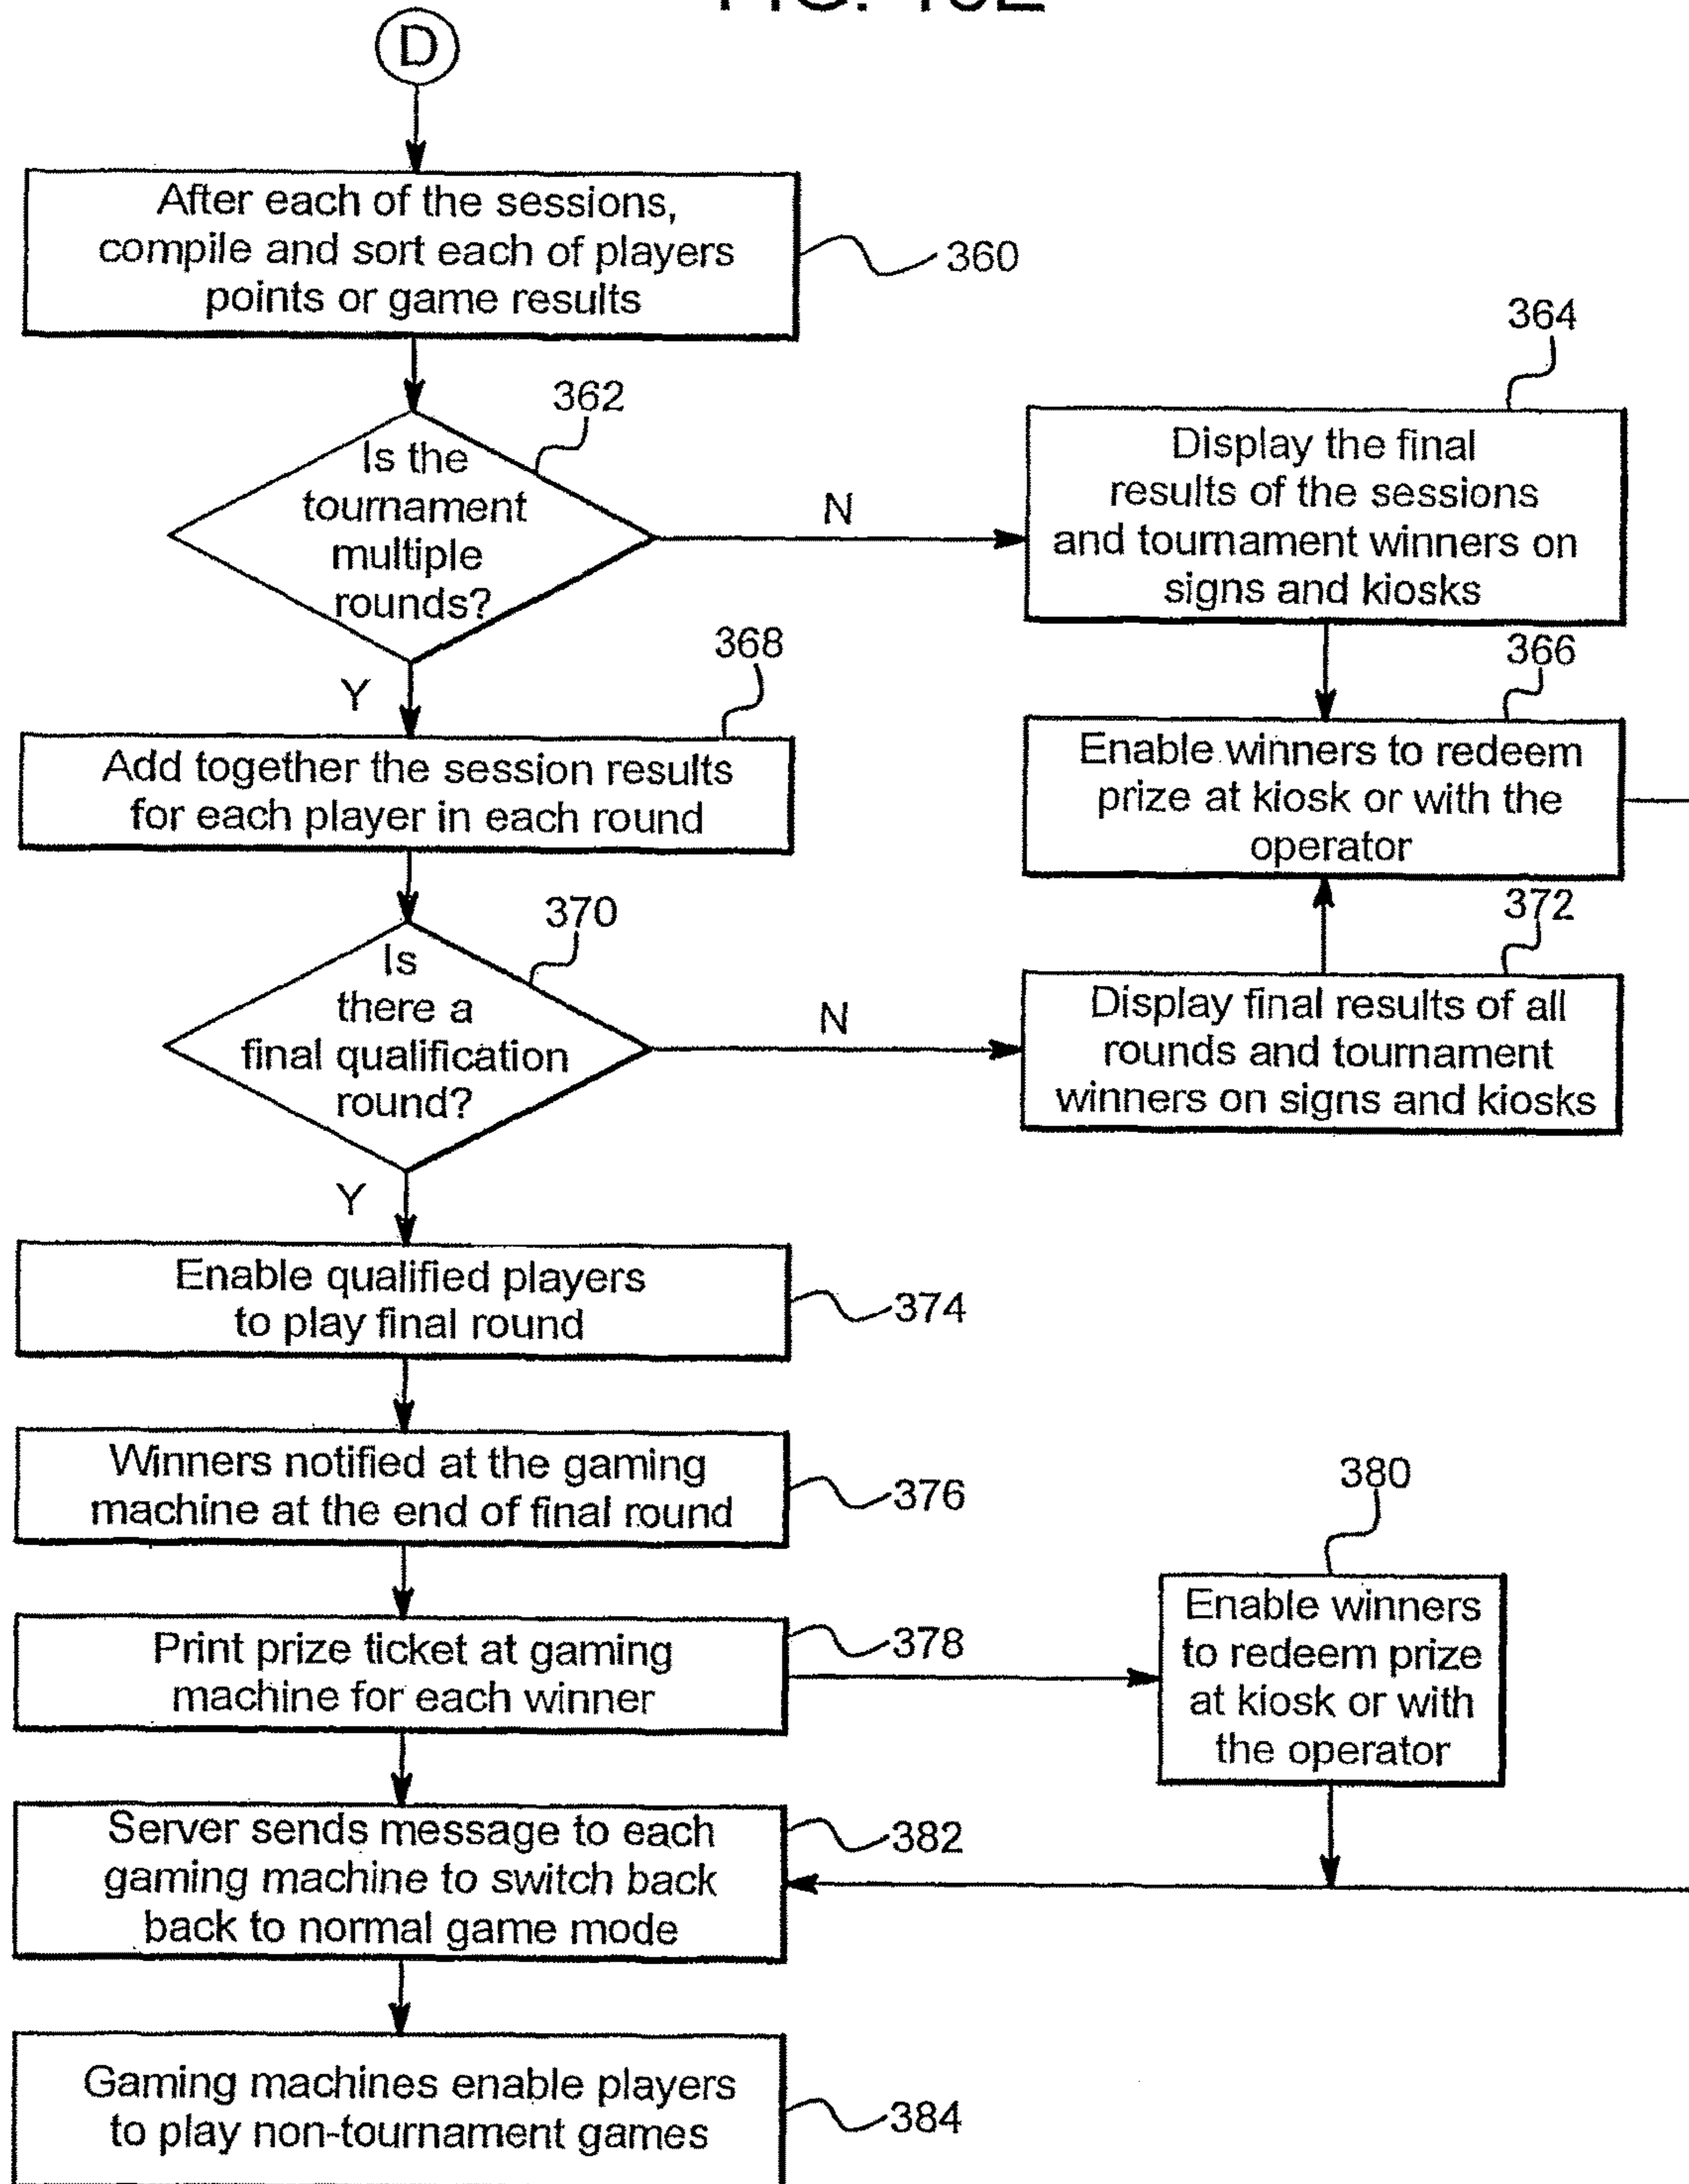 D
After each of the sessions,
compile and sort each of players
points or game results
360
362
Is the
tournament
multiple
rounds?
N
Y
364
Display the final
results of the sessions
and tournament winners on
signs and kiosks
366
Enable winners to redeem
prize at kiosk or with the
operator
368
Add together the session results
for each player in each round
370
Is
there a
final qualification
round?
N
Y
372
Display final results of all
rounds and tournament
winners on signs and kiosks
Enable qualified players
to play final round
374
Winners notified at the gaming
machine at the end of final round
376
Print prize ticket at gaming
machine for each winner
378
380
Enable winners
to redeem prize
at kiosk or with
the operator
Server sends message to each
gaming machine to switch back
back to normal game mode
382
Gaming machines enable players
to play non-tournament games
384